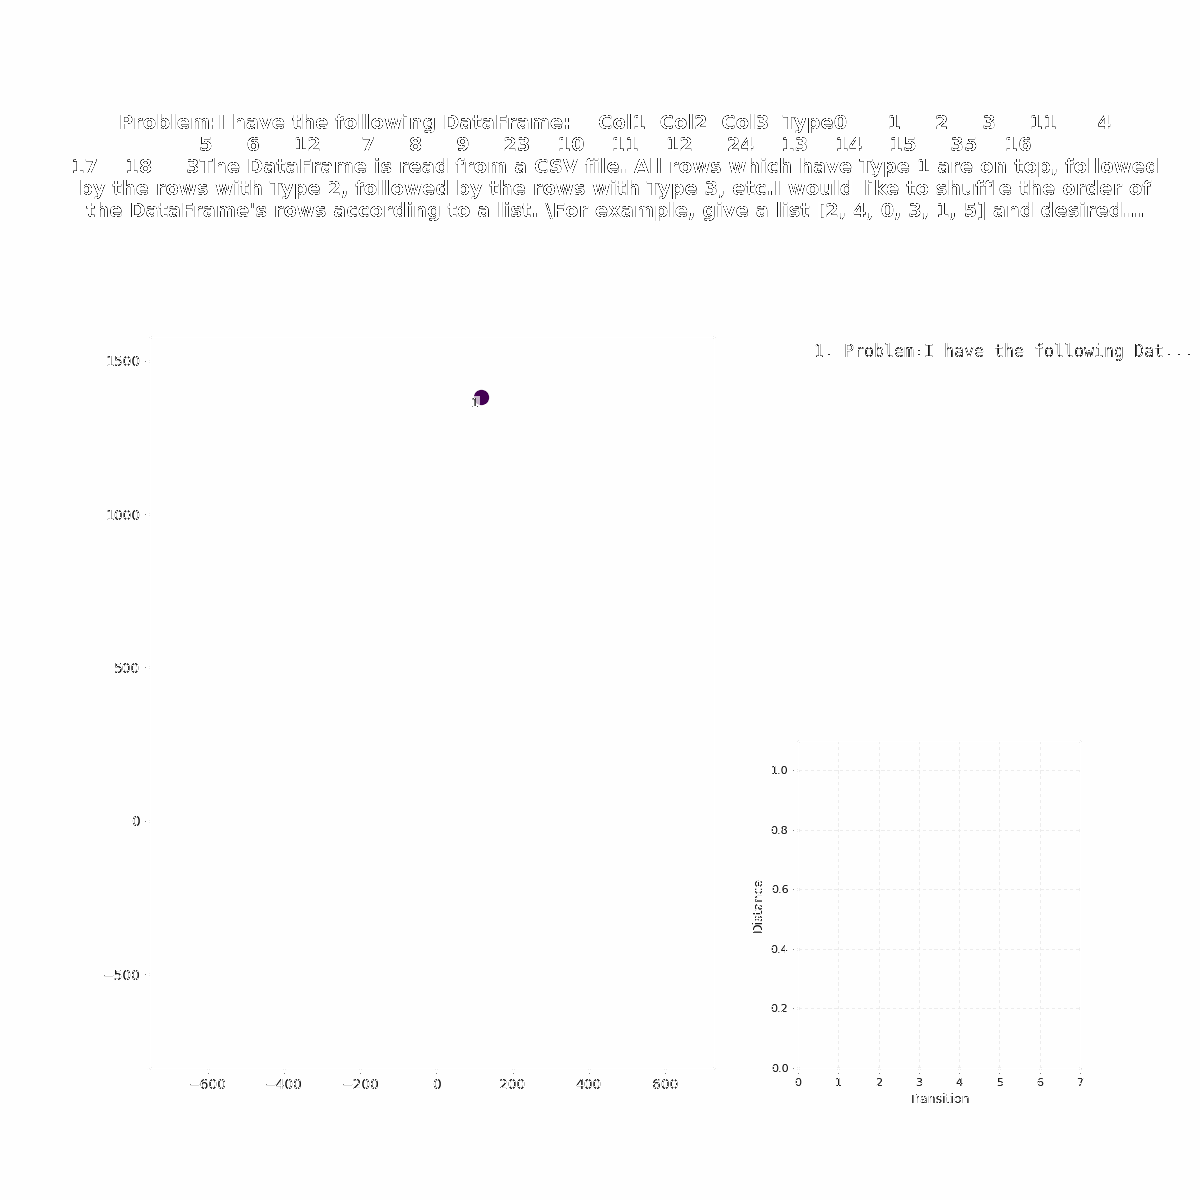 Problem:I have the following DataFrame:    Col1  Col2  Col3  Type0      1     2     3     11     4
5     6     12     7     8     9     23    10    11    12     24    13    14    15     35    16
17    18     3The DataFrame is read from a CSV file. All rows which have Type 1 are on top, followed
by the rows with Type 2, followed by the rows with Type 3, etc.I would like to shuffle the order of
the DataFrame's rows according to a list. \For example, give a list [2, 4, 0, 3, 1, 5] and desired...
1. Problem:I have the following Dat...
1500
1
1000
500
0
−500
−600 −400 −200 0 200 400 600
1.0
0.8
0.6
0.4
0.2
0.0
Distance
0 1 2 3 4 5 6 7
Transition